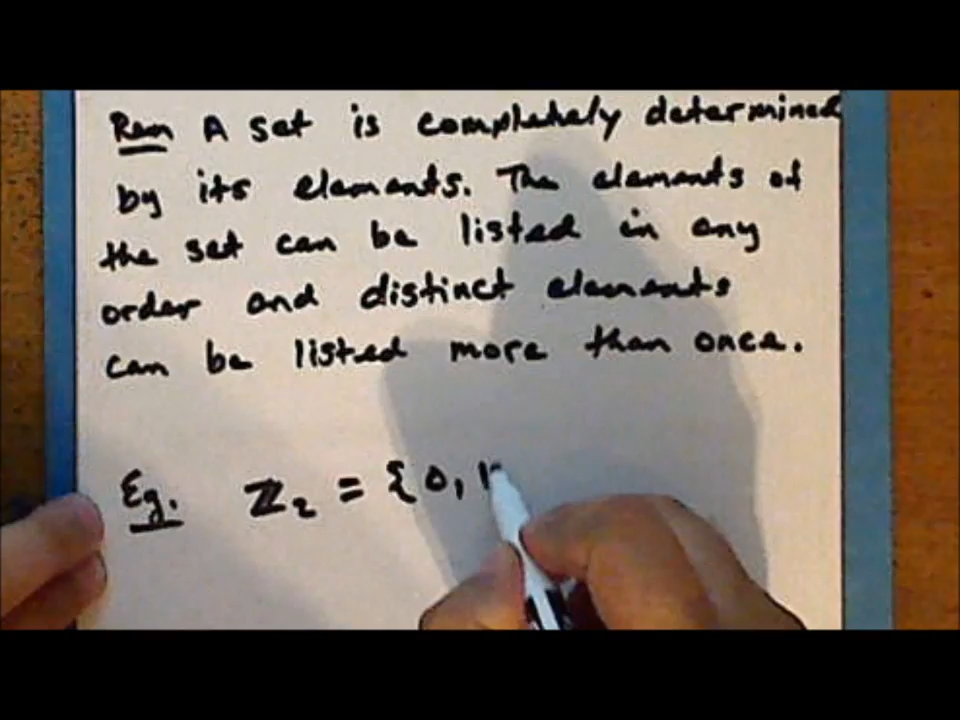 Rem A set is completely determined
by its elements. The elements of
the set can be listed in any
order and distinct elements
can be listed more than once.
Eg. ℤ₂ = {0, 1